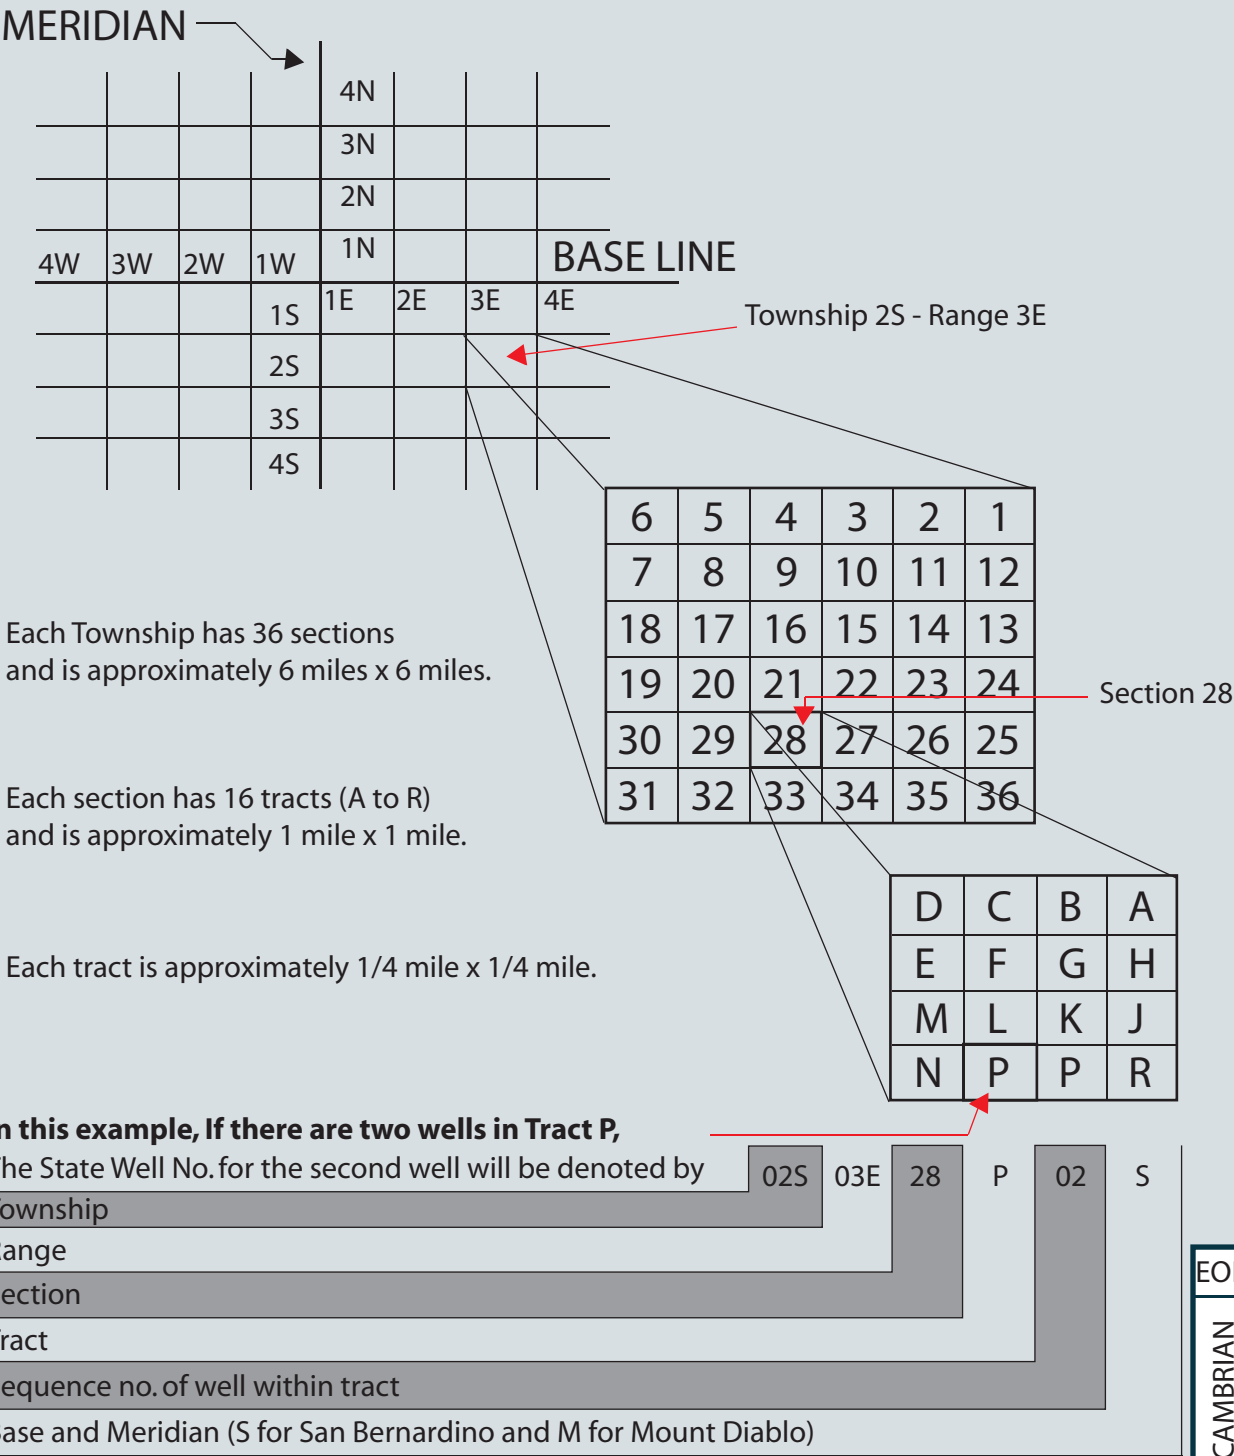 MERIDIAN
4N
3N
2N
1N
4W 3W 2W 1W
BASE LINE
1E 2E 3E 4E
1S
2S
3S
4S
Township 2S - Range 3E
6 5 4 3 2 1
7 8 9 10 11 12
18 17 16 15 14 13
19 20 21 22 23 24
30 29 28 27 26 25
31 32 33 34 35 36
Section 28
Each Township has 36 sections
and is approximately 6 miles x 6 miles.
Each section has 16 tracts (A to R)
and is approximately 1 mile x 1 mile.
Each tract is approximately 1/4 mile x 1/4 mile.
D C B A
E F G H
M L K J
N P P R
n this example, If there are two wells in Tract P,
he State Well No. for the second well will be denoted by
02S 03E 28 P 02 S
ownship
ange
ection
ract
equence no. of well within tract
ase and Meridian (S for San Bernardino and M for Mount Diablo)
CAMBRIAN